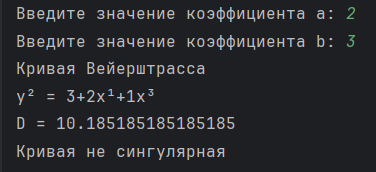 Введите значение коэффициента a: 2
Введите значение коэффициента b: 3
Кривая Вейерштрасса
y² = 3+2x¹+1x³
D = 10.185185185185185
Кривая не сингулярная